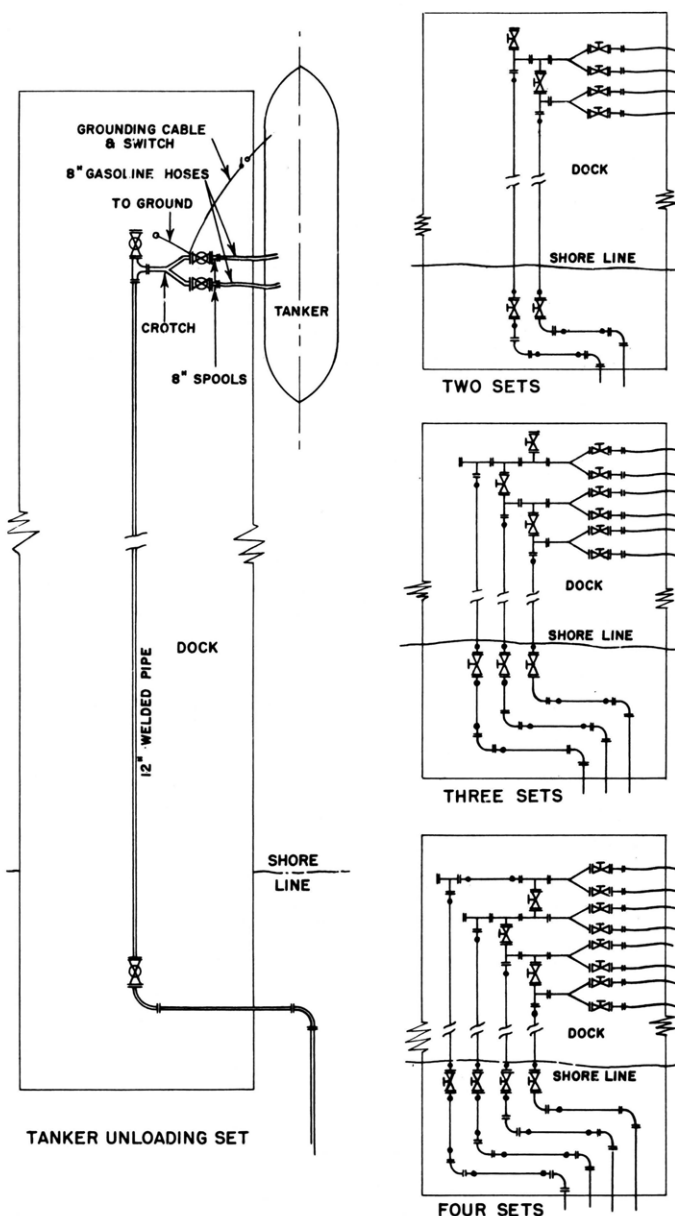 GROUNDING CABLE
& SWITCH
8" GASOLINE HOSES
TO GROUND
TANKER
CROTCH
8" SPOOLS
DOCK
12" WELDED PIPE
SHORE
LINE
TANKER UNLOADING SET
DOCK
SHORE LINE
TWO SETS
DOCK
SHORE LINE
THREE SETS
DOCK
SHORE LINE
FOUR SETS